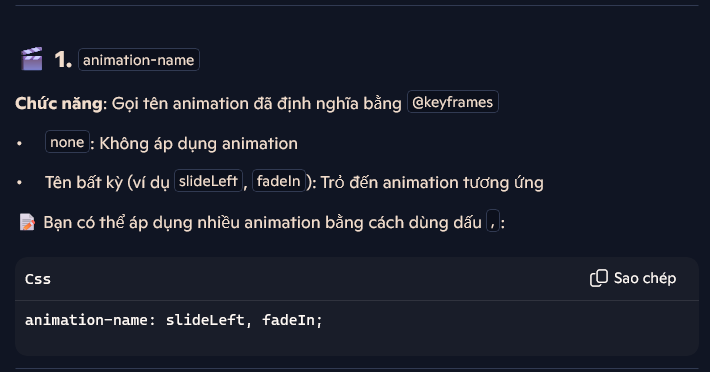 🎬 1. animation-name
Chức năng: Gọi tên animation đã định nghĩa bằng @keyframes
• none: Không áp dụng animation
• Tên bất kỳ (ví dụ slideLeft, fadeIn): Trỏ đến animation tương ứng
📝 Bạn có thể áp dụng nhiều animation bằng cách dùng dấu ,:
Css
Sao chép
animation-name: slideLeft, fadeIn;